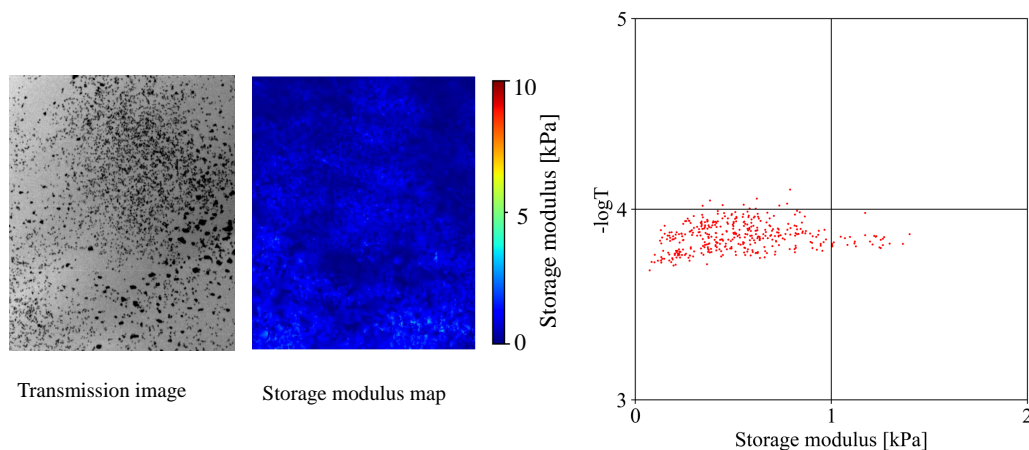 Transmission image
Storage modulus map
10
5
0
Storage modulus [kPa]
5
4
3
-logT
0
1
2
Storage modulus [kPa]